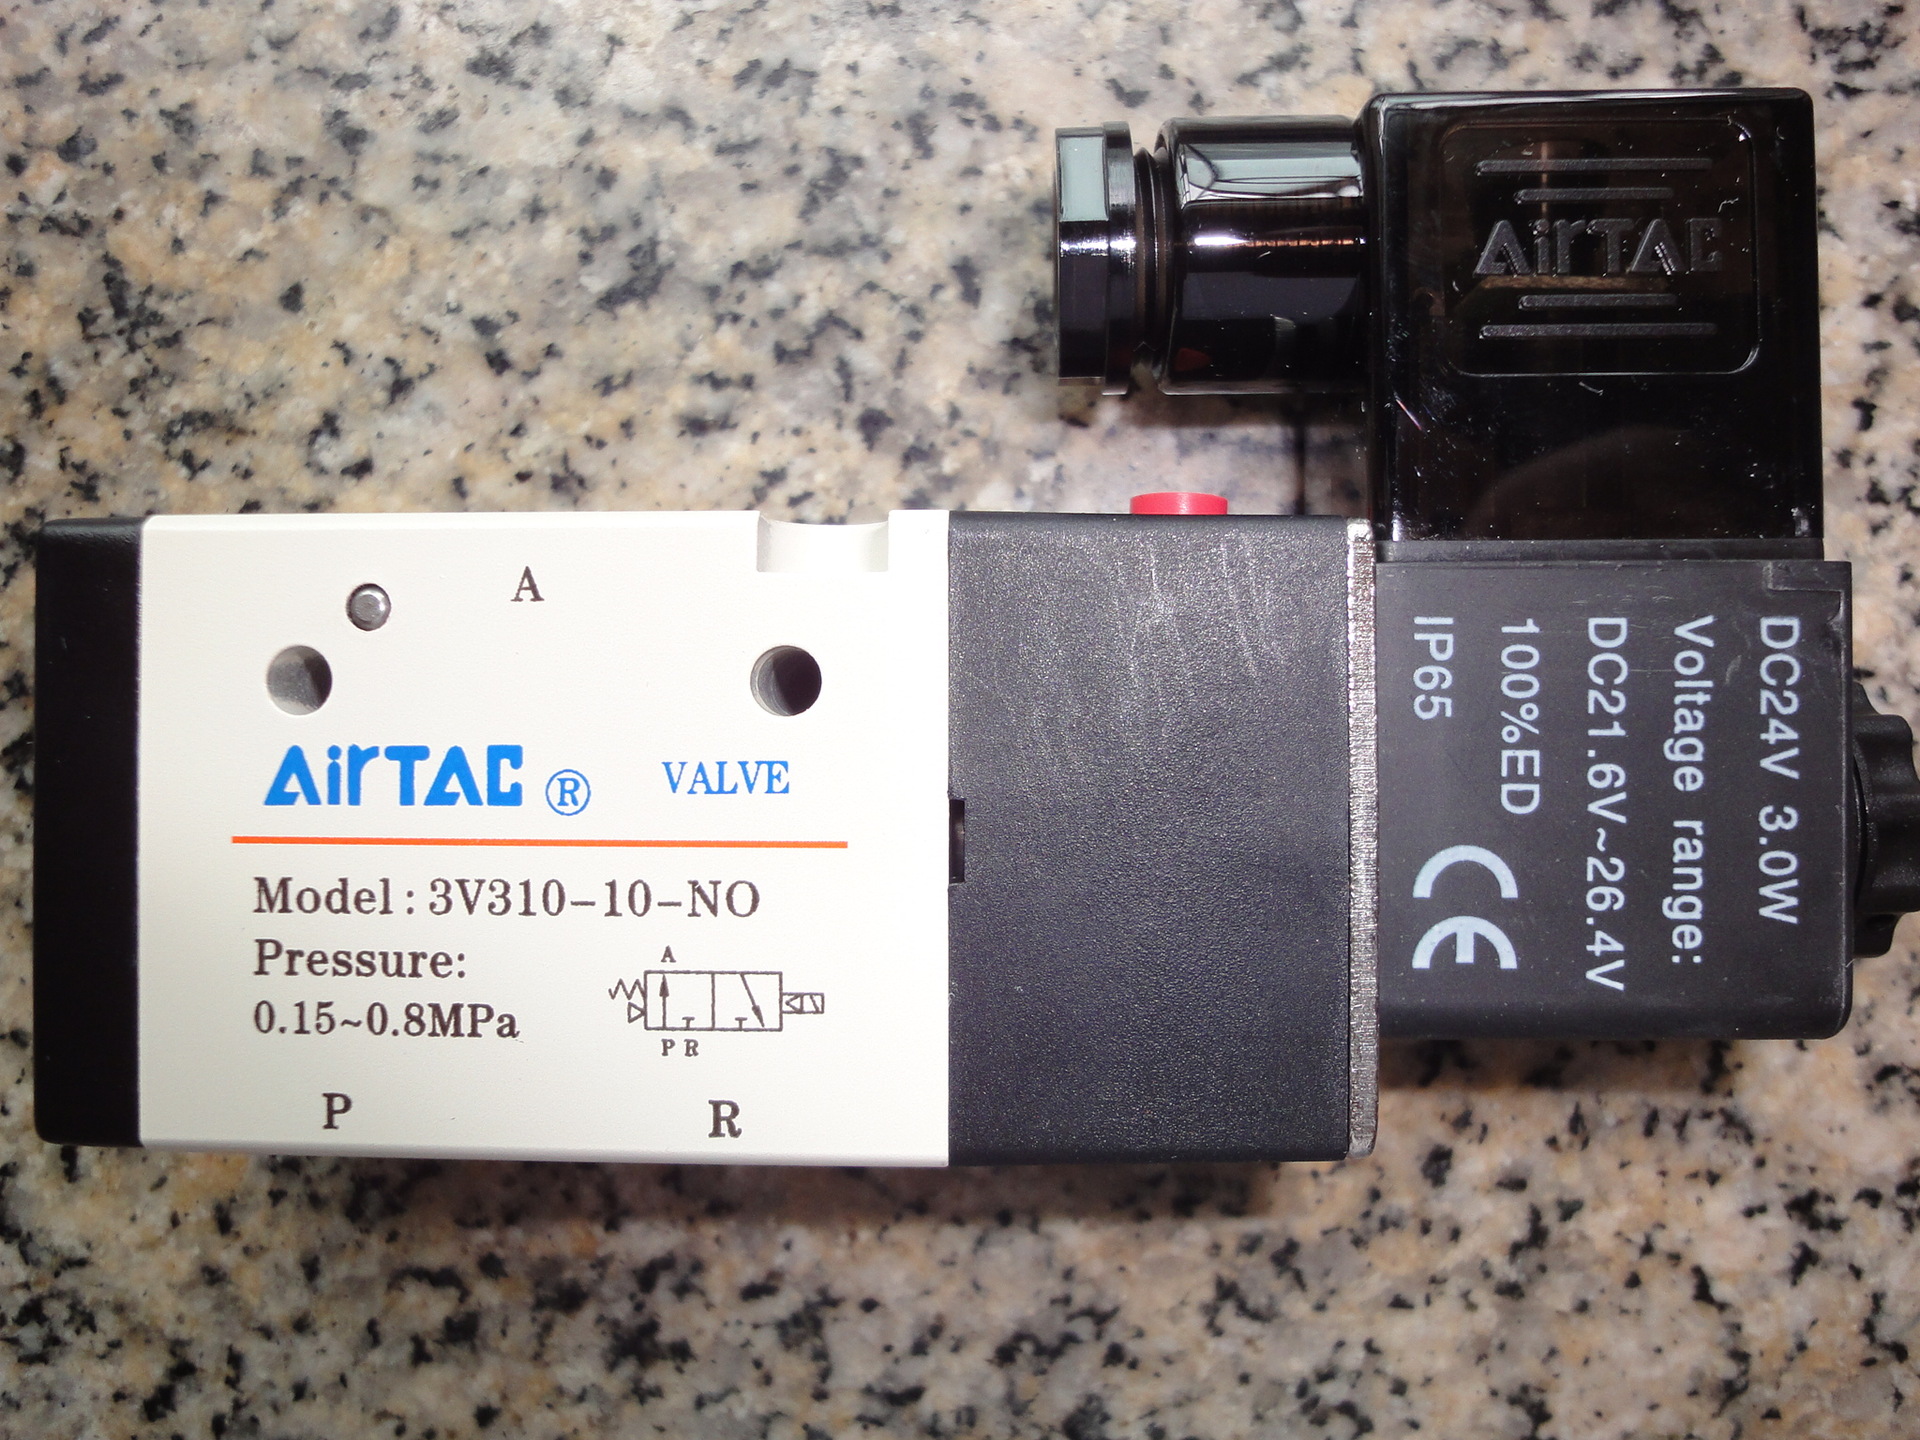 AirTAC
A
AirTAC ® VALVE
Model: 3V310-10-NO
Pressure:
0.15~0.8MPa
A
P R
P R
DC24V 3.0W
Voltage range:
DC21.6V~26.4V
100%ED
IP65 CE